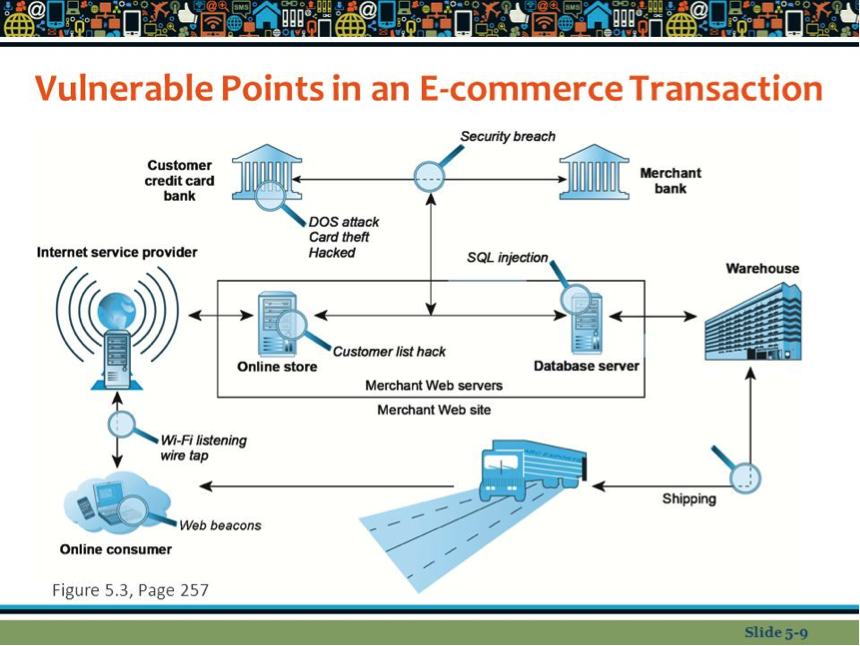 Vulnerable Points in an E-commerce Transaction
Security breach
Customer
credit card
bank
Merchant
bank
DOS attack
Card theft
Hacked
Internet service provider
SQL injection
Warehouse
Customer list hack
Online store
Database server
Merchant Web servers
Merchant Web site
Wi-Fi listening
wire tap
Shipping
Web beacons
Online consumer
Figure 5.3, Page 257
Slide 5-9